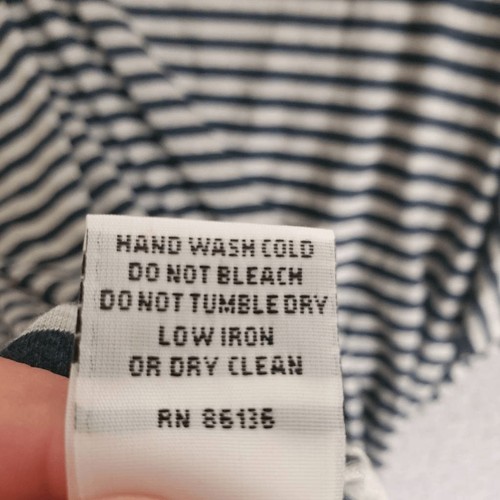 HAND WASH COLD
DO NOT BLEACH
DO NOT TUMBLE DRY
LOW IRON
OR DRY CLEAN
RN 86136